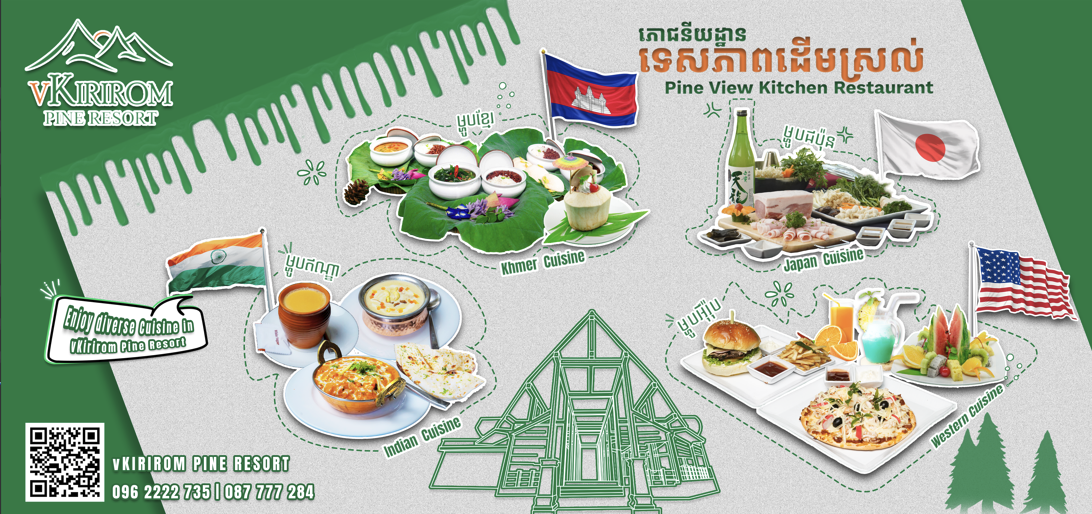 vKIRIROM
PINE RESORT
ភោជនីយដ្ឋាន
ទេសភាពដើមស្រល់
Pine View Kitchen Restaurant
ម្ហូបខ្មែរ
Khmer Cuisine
ម្ហូបជប៉ុន
Japan Cuisine
ម្ហូបឥណ្ឌា
Indian Cuisine
ម្ហូបអឺរ៉ុប
Western Cuisine
Enjoy diverse Cuisine in
vKirirom Pine Resort
vKIRIROM PINE RESORT
096 2222 735 | 087 777 284